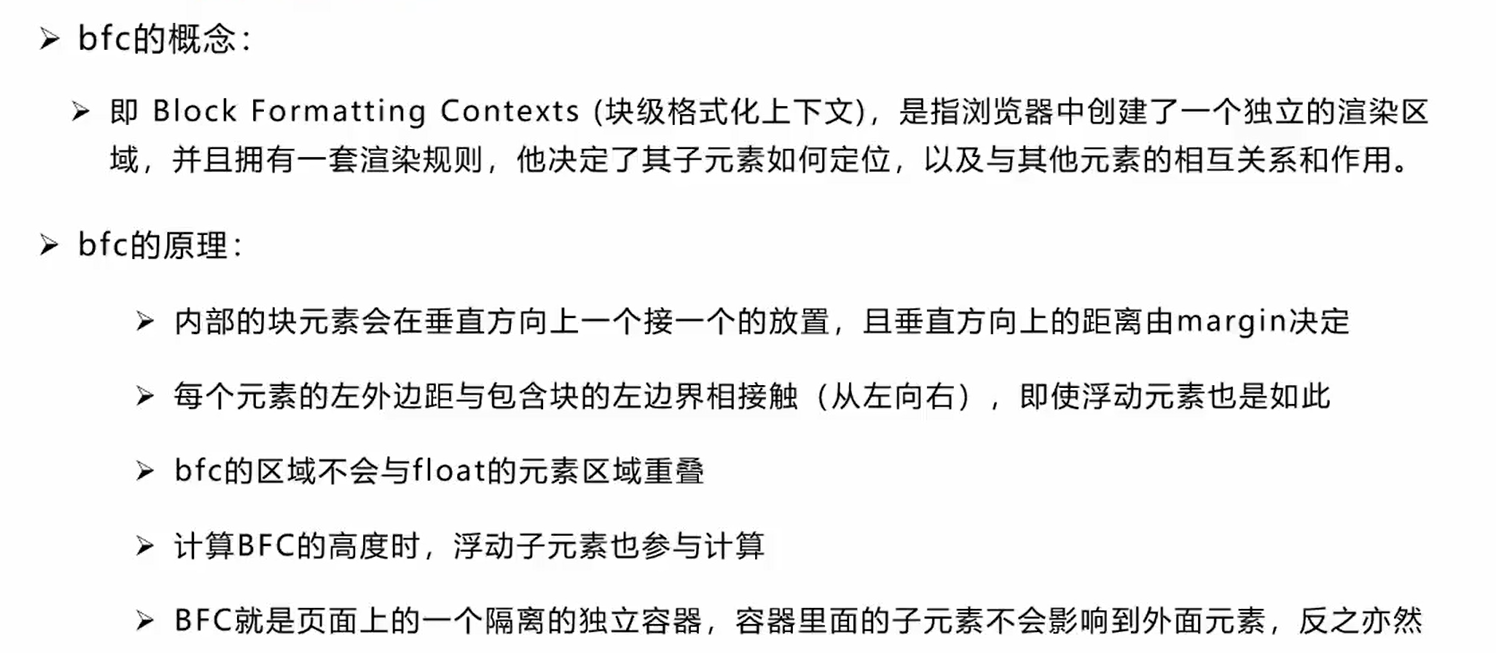 ➢ bfc的概念：
➢ 即 Block Formatting Contexts (块级格式化上下文)，是指浏览器中创建了一个独立的渲染区
域，并且拥有一套渲染规则，他决定了其子元素如何定位，以及与其他元素的相互关系和作用。
➢ bfc的原理：
➢ 内部的块元素会在垂直方向上一个接一个的放置，且垂直方向上的距离由margin决定
➢ 每个元素的左外边距与包含块的左边界相接触（从左向右），即使浮动元素也是如此
➢ bfc的区域不会与float的元素区域重叠
➢ 计算BFC的高度时，浮动子元素也参与计算
➢ BFC就是页面上的一个隔离的独立容器，容器里面的子元素不会影响到外面元素，反之亦然